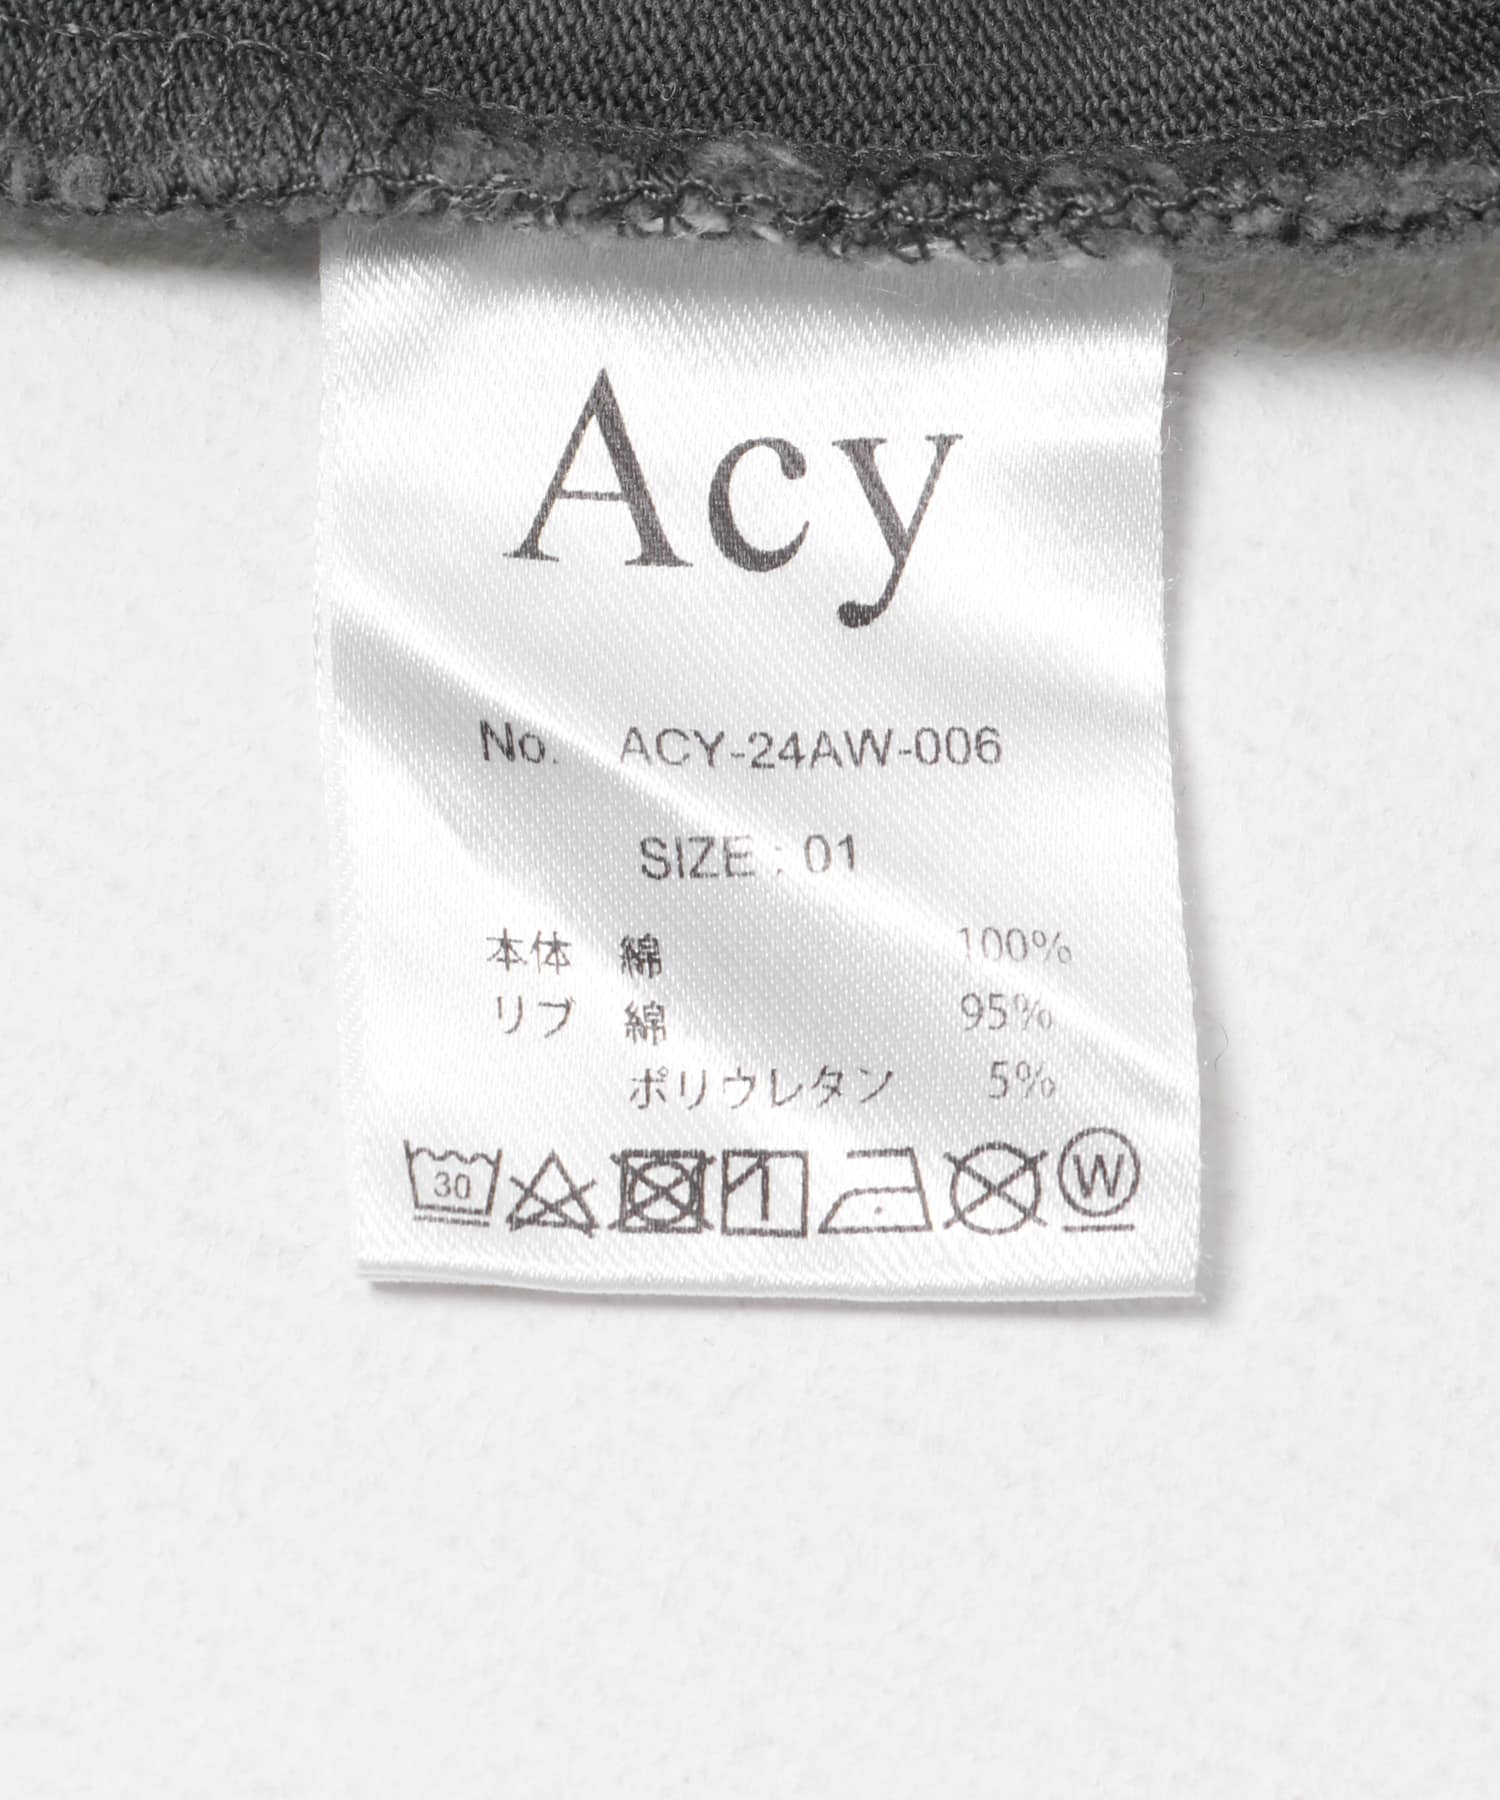 Acy
No. ACY-24AW-006
SIZE : 01
本体 綿 100%
リブ 綿 95%
ポリウレタン 5%
30 W